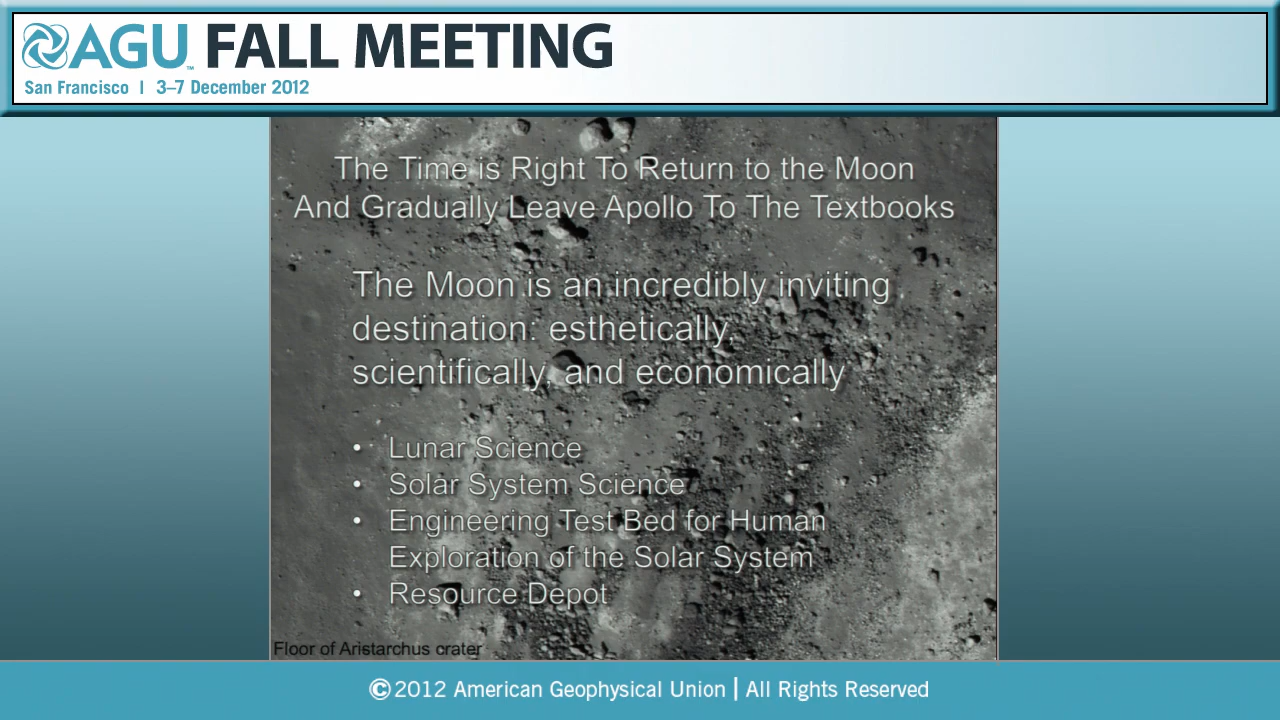 AGU™ FALL MEETING
San Francisco | 3–7 December 2012
The Time is Right To Return to the Moon
And Gradually Leave Apollo To The Textbooks
The Moon is an incredibly inviting
destination: esthetically,
scientifically, and economically
• Lunar Science
• Solar System Science
• Engineering Test Bed for Human
Exploration of the Solar System
• Resource Depot
Floor of Aristarchus crater
©2012 American Geophysical Union | All Rights Reserved